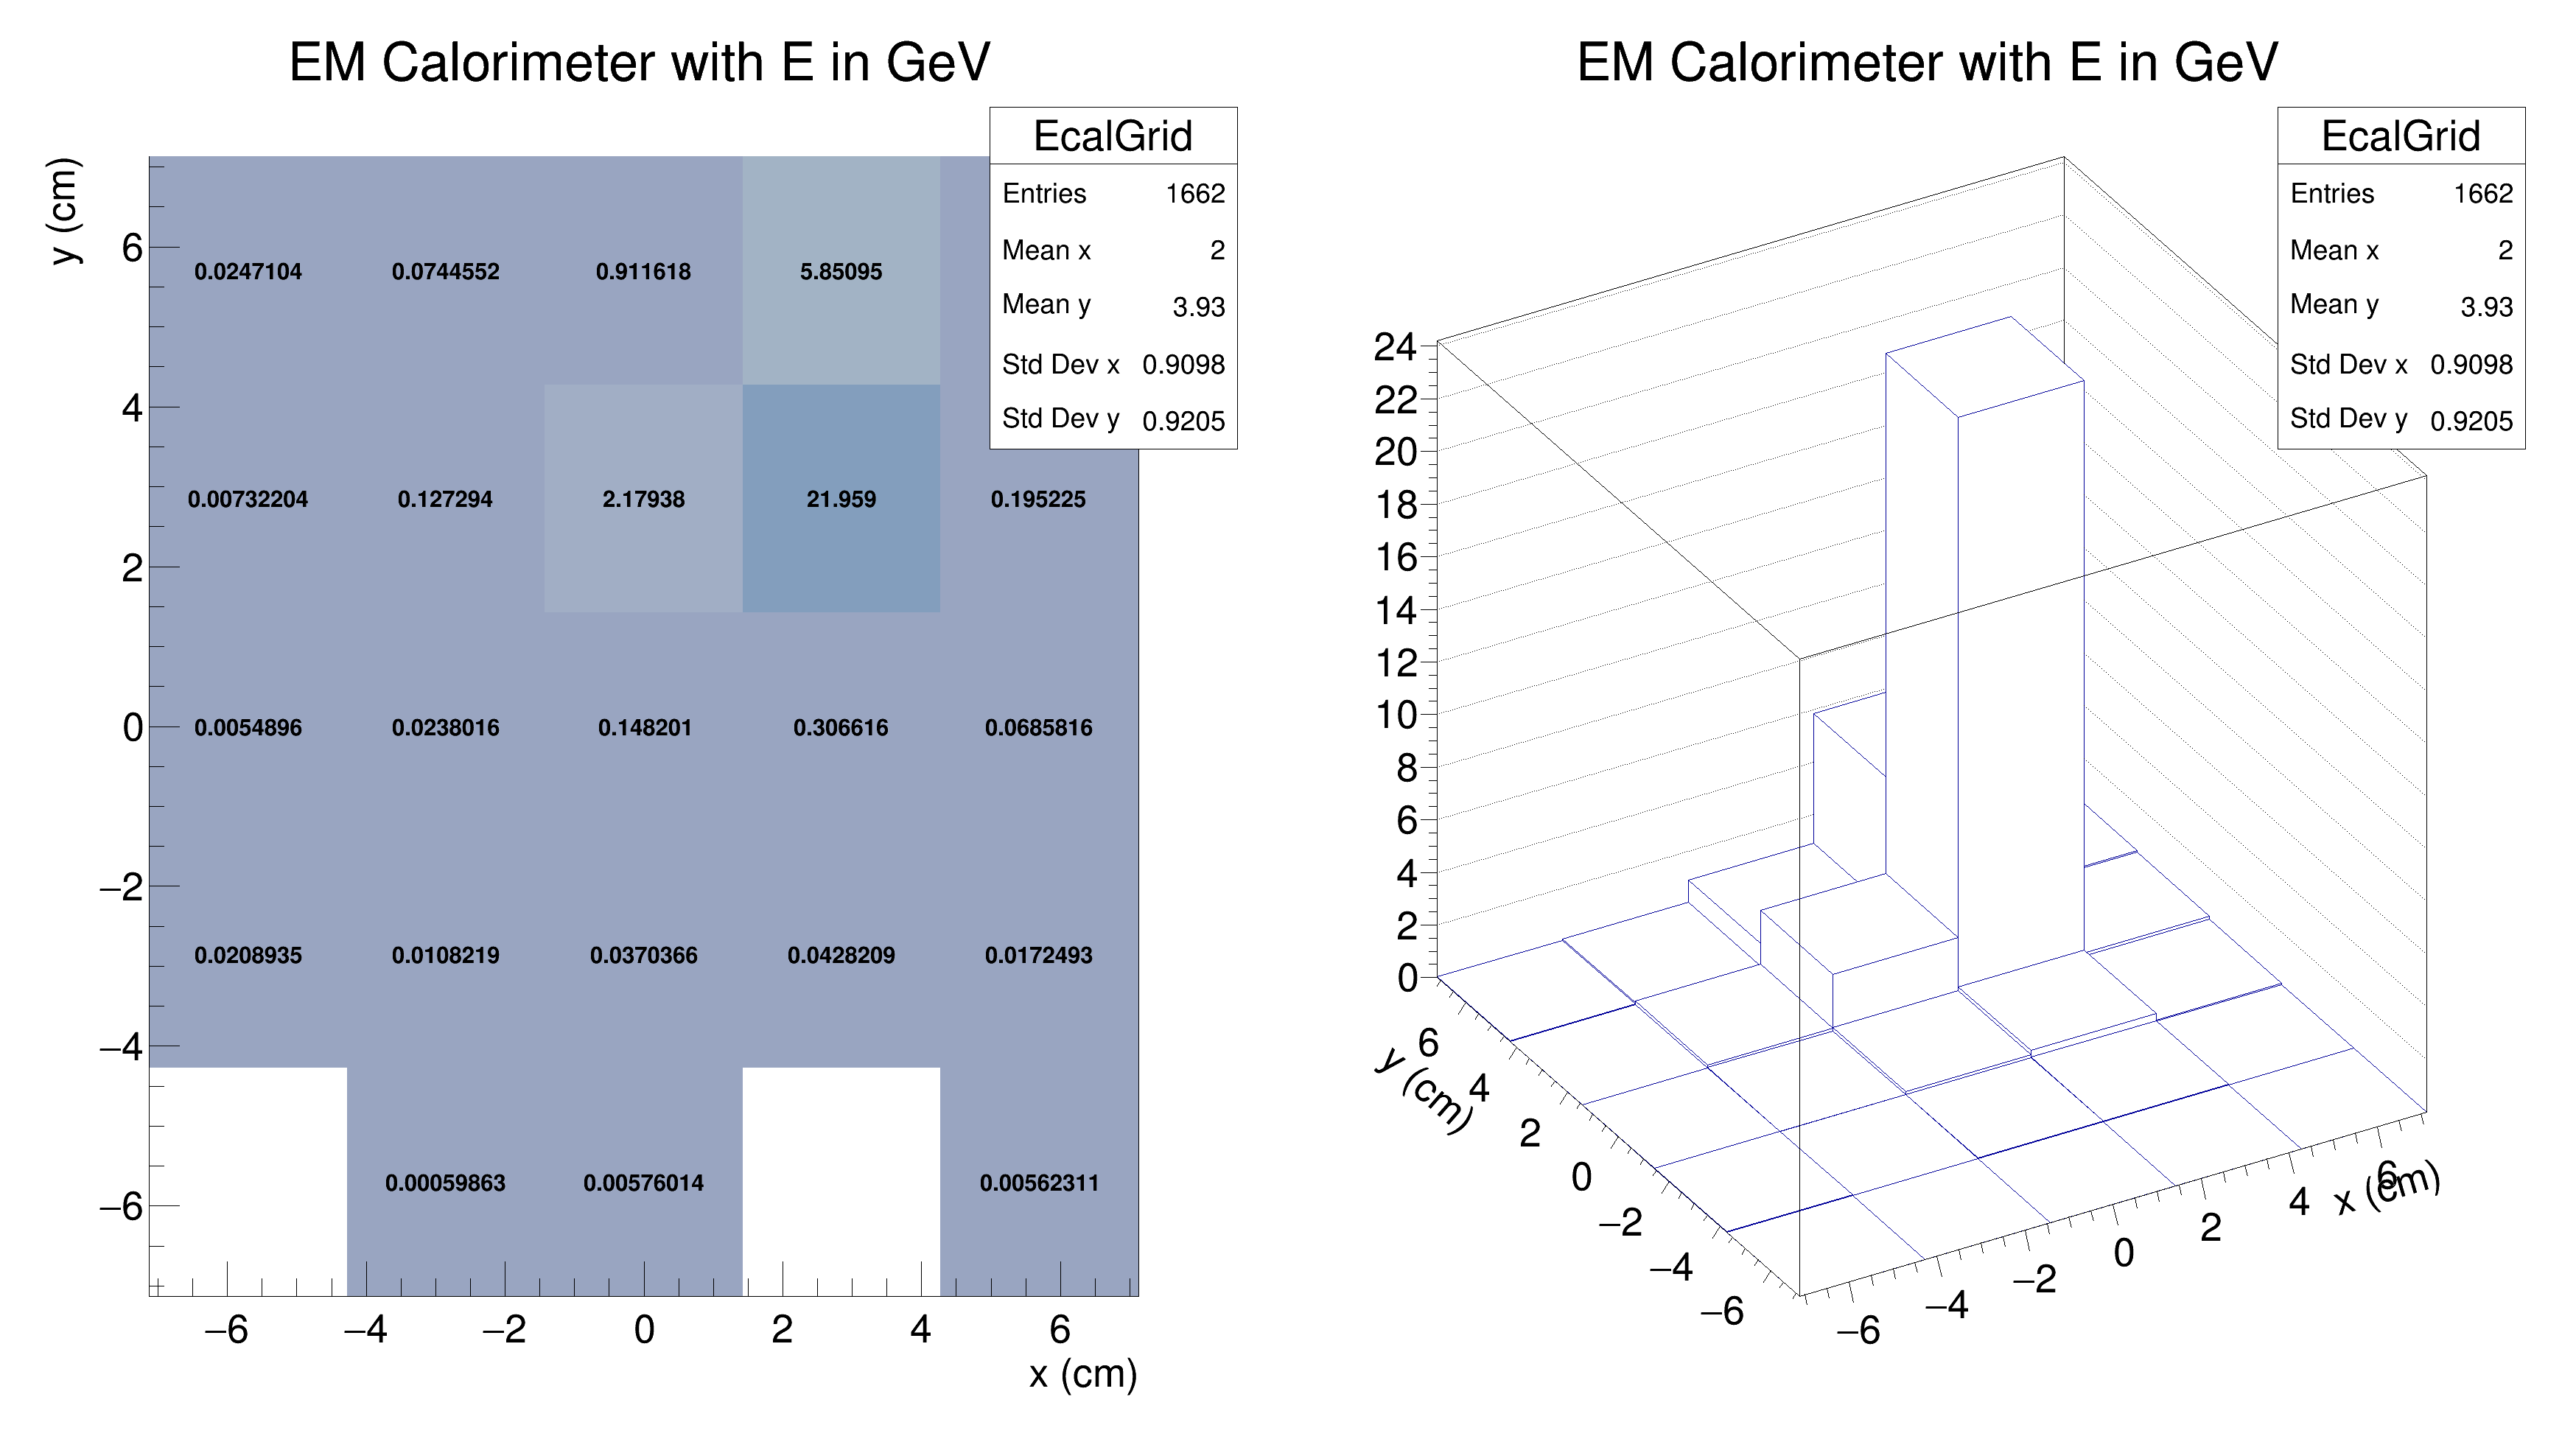 EM Calorimeter with E in GeV
EcalGrid
Entries 1662
Mean x 2
Mean y 3.93
Std Dev x 0.9098
Std Dev y 0.9205
y (cm)
6
4
2
0
−2
−4
−6
0.0247104 0.0744552 0.911618 5.85095
0.00732204 0.127294 2.17938 21.959 0.195225
0.0054896 0.0238016 0.148201 0.306616 0.0685816
0.0208935 0.0108219 0.0370366 0.0428209 0.0172493
0.00059863 0.00576014 0.00562311
−6 −4 −2 0 2 4 6
x (cm)
EM Calorimeter with E in GeV
EcalGrid
Entries 1662
Mean x 2
Mean y 3.93
Std Dev x 0.9098
Std Dev y 0.9205
24
22
20
18
16
14
12
10
8
6
4
2
0
6
4
2
0
−2
−4
−6
y (cm)
−6 −4 −2 0 2 4 6
x (cm)